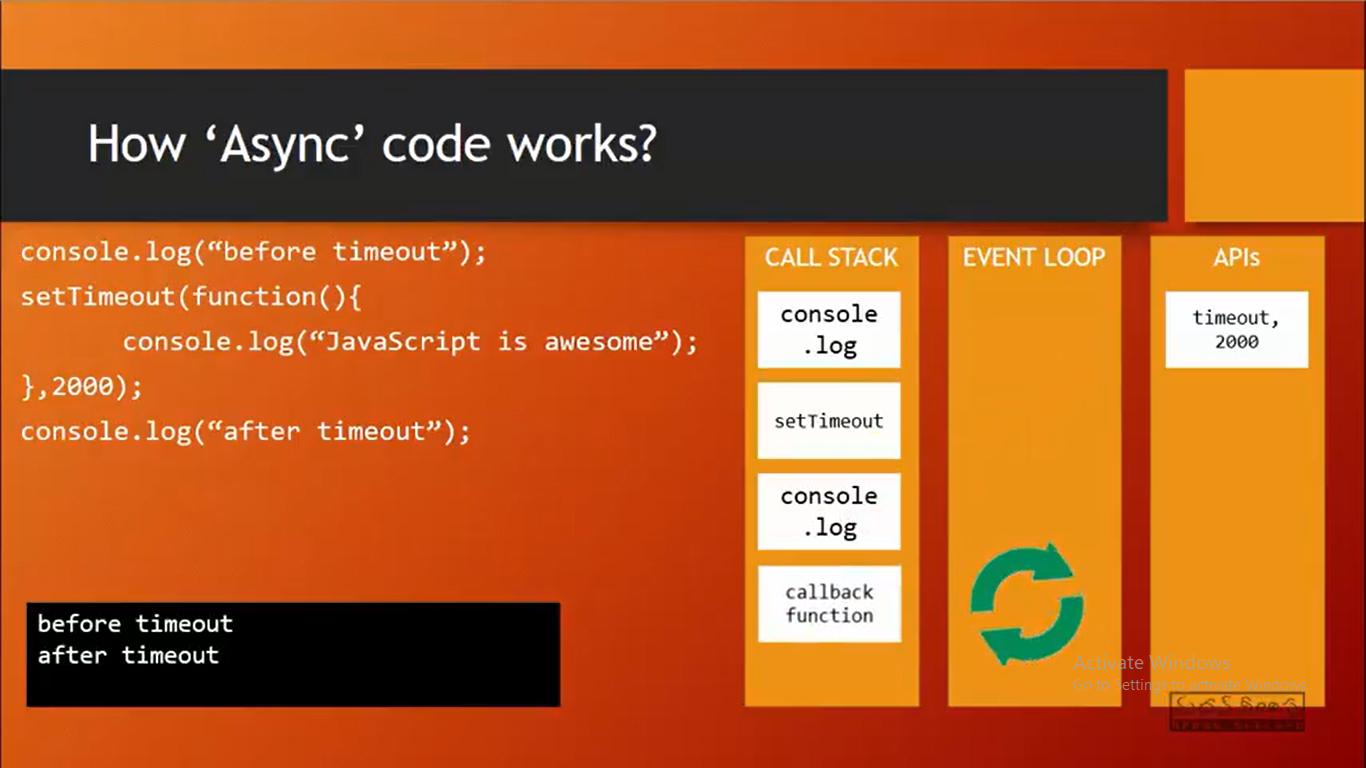 How ‘Async’ code works?
console.log(“before timeout”);
setTimeout(function(){
console.log(“JavaScript is awesome”);
},2000);
console.log(“after timeout”);
before timeout
after timeout
CALL STACK
console
.log
setTimeout
console
.log
callback
function
EVENT LOOP
APIs
timeout,
2000
Activate Windows
Go to Settings to activate Windows.